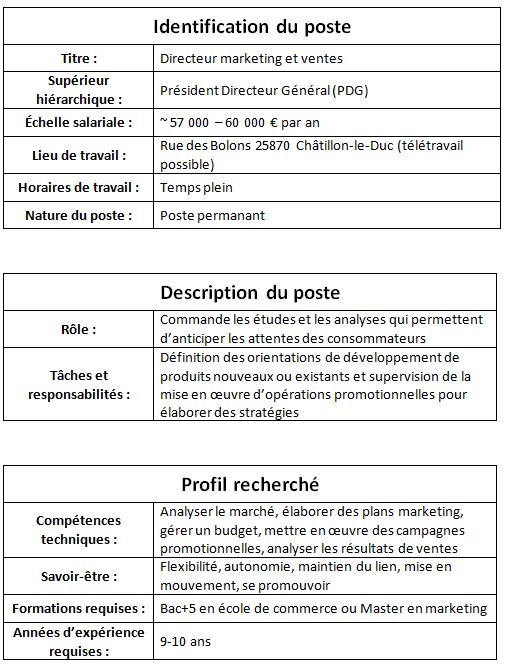 Identification du poste
Titre : Directeur marketing et ventes
Supérieur
hiérarchique : Président Directeur Général (PDG)
Échelle salariale : ~ 57 000 – 60 000 € par an
Lieu de travail : Rue des Bolons 25870 Châtillon-le-Duc (télétravail
possible)
Horaires de travail : Temps plein
Nature du poste : Poste permanant
Description du poste
Rôle : Commande les études et les analyses qui permettent
d’anticiper les attentes des consommateurs
Tâches et
responsabilités : Définition des orientations de développement de
produits nouveaux ou existants et supervision de la
mise en œuvre d’opérations promotionnelles pour
élaborer des stratégies
Profil recherché
Compétences
techniques : Analyser le marché, élaborer des plans marketing,
gérer un budget, mettre en œuvre des campagnes
promotionnelles, analyser les résultats de ventes
Savoir-être : Flexibilité, autonomie, maintien du lien, mise en
mouvement, se promouvoir
Formations requises : Bac+5 en école de commerce ou Master en marketing
Années d’expérience
requises : 9-10 ans